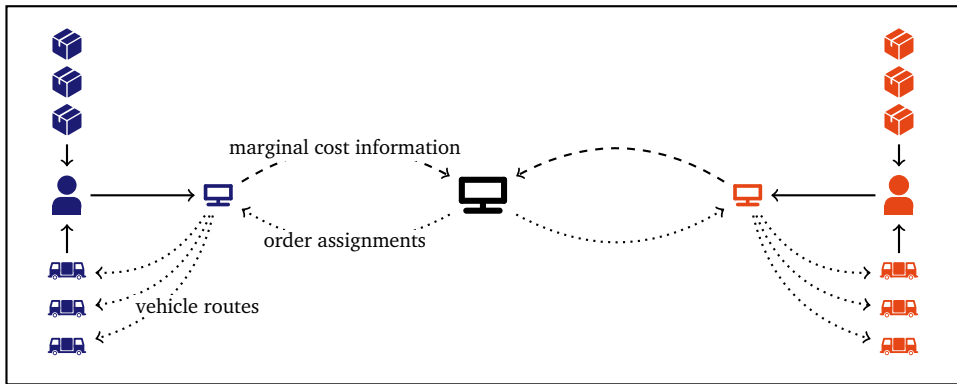 marginal cost information
order assignments
vehicle routes